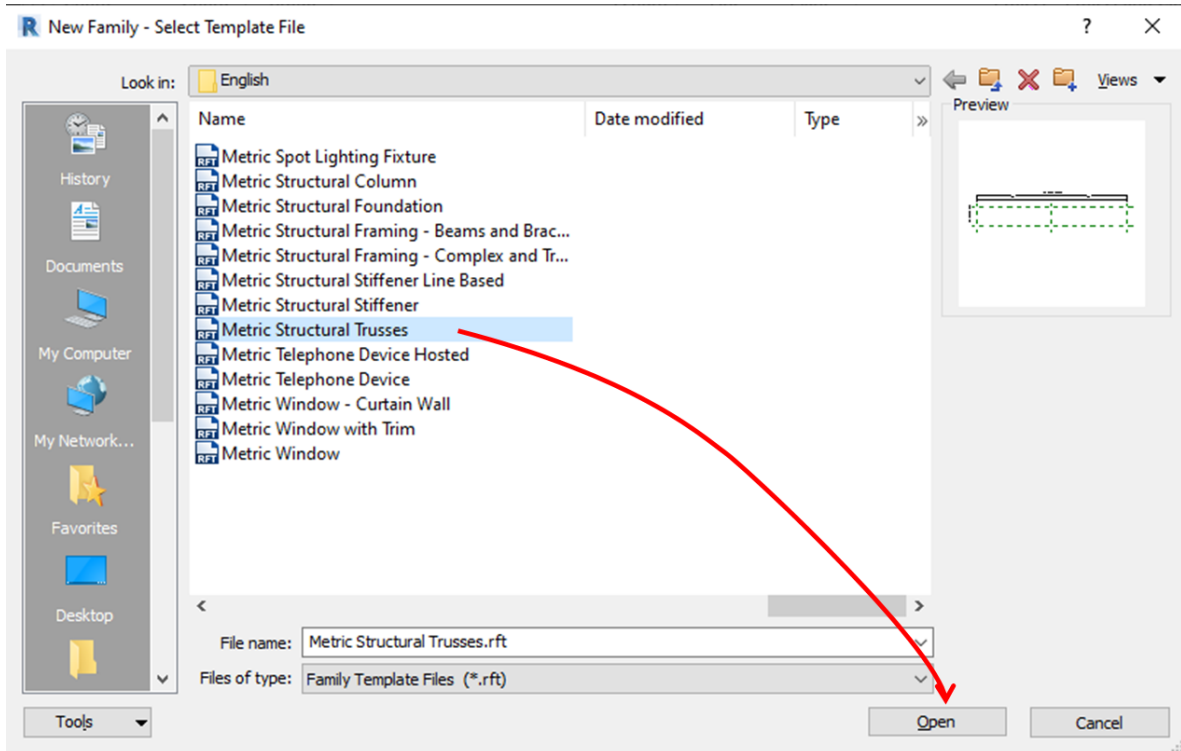 New Family - Select Template File
Look in: English
Views
Name Date modified Type
Preview
Metric Spot Lighting Fixture
Metric Structural Column
Metric Structural Foundation
Metric Structural Framing - Beams and Brac...
Metric Structural Framing - Complex and Tr...
Metric Structural Stiffener Line Based
Metric Structural Stiffener
Metric Structural Trusses
Metric Telephone Device Hosted
Metric Telephone Device
Metric Window - Curtain Wall
Metric Window with Trim
Metric Window
History
Documents
My Computer
My Network...
Favorites
Desktop
File name: Metric Structural Trusses.rft
Files of type: Family Template Files (*.rft)
Tools
Open
Cancel